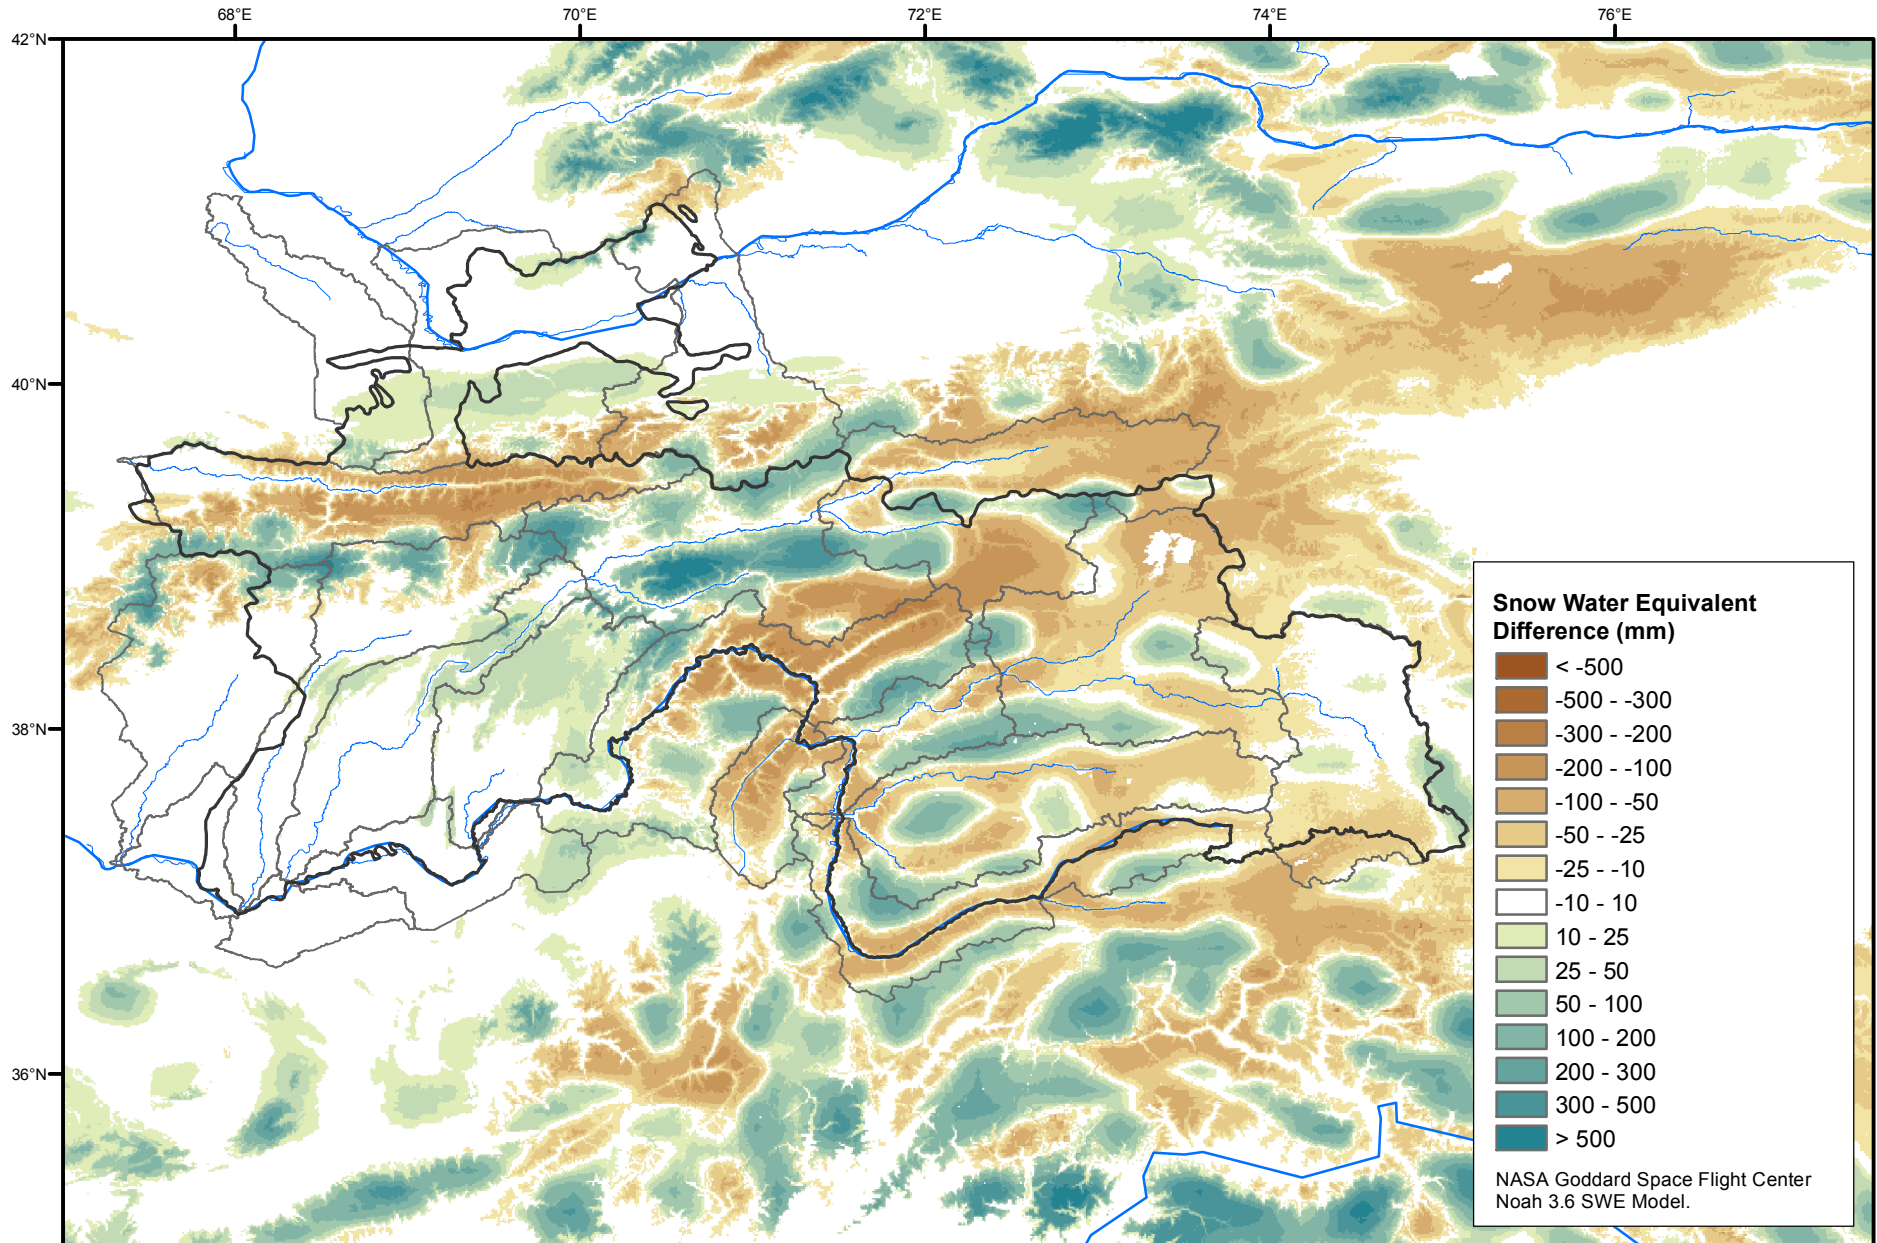 68°E 70°E 72°E 74°E 76°E
42°N
40°N
38°N
36°N
Snow Water Equivalent
Difference (mm)
< -500
-500 - -300
-300 - -200
-200 - -100
-100 - -50
-50 - -25
-25 - -10
-10 - 10
10 - 25
25 - 50
50 - 100
100 - 200
200 - 300
300 - 500
> 500
NASA Goddard Space Flight Center
Noah 3.6 SWE Model.